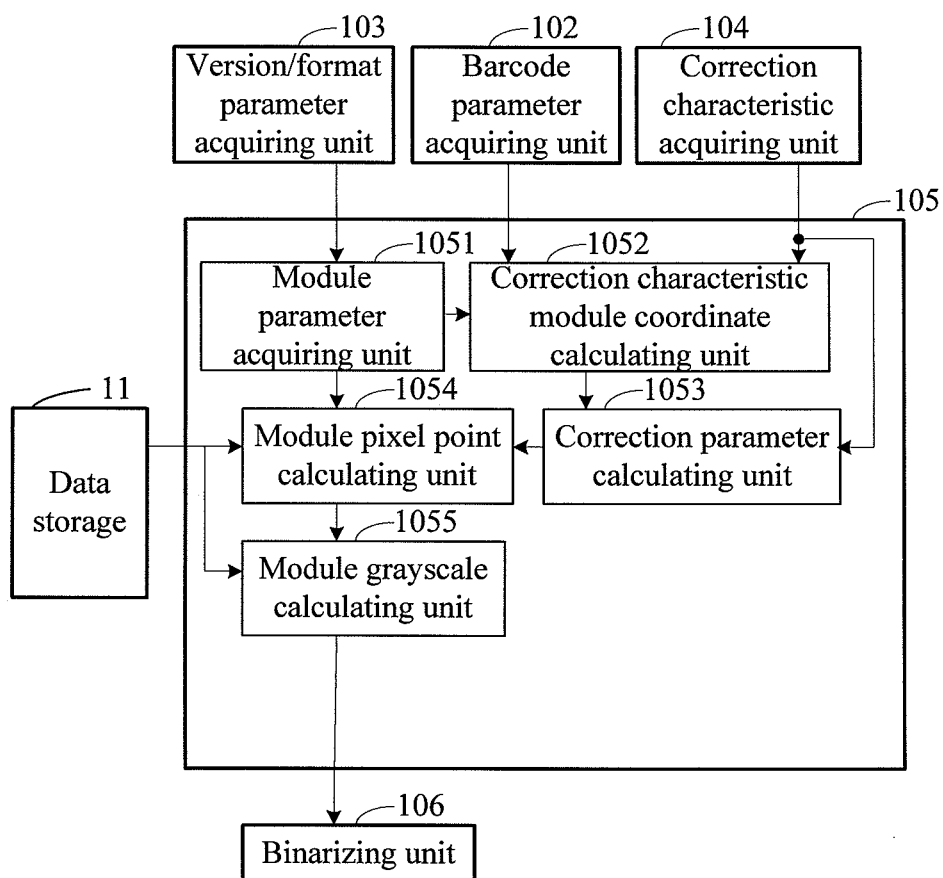 103
102
104
Version/format
parameter
acquiring unit
Barcode
parameter
acquiring unit
Correction
characteristic
acquiring unit
105
1051
1052
Module
parameter
acquiring unit
Correction characteristic
module coordinate
calculating unit
11
1054
1053
Data
storage
Module pixel point
calculating unit
Correction parameter
calculating unit
1055
Module grayscale
calculating unit
106
Binarizing unit